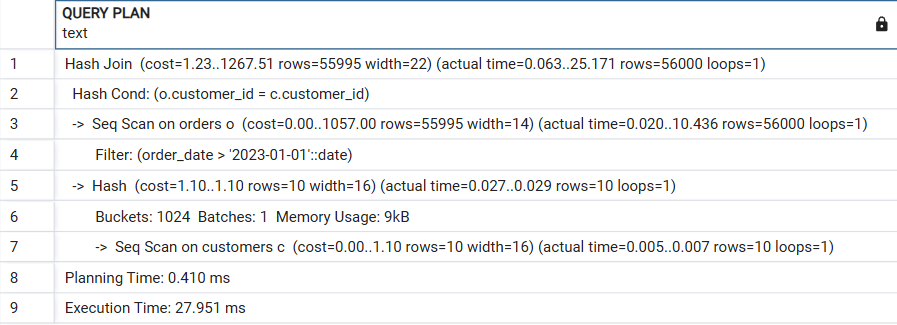 QUERY PLAN
text
1 Hash Join (cost=1.23..1267.51 rows=55995 width=22) (actual time=0.063..25.171 rows=56000 loops=1)
2 Hash Cond: (o.customer_id = c.customer_id)
3 -> Seq Scan on orders o (cost=0.00..1057.00 rows=55995 width=14) (actual time=0.020..10.436 rows=56000 loops=1)
4 Filter: (order_date > '2023-01-01'::date)
5 -> Hash (cost=1.10..1.10 rows=10 width=16) (actual time=0.027..0.029 rows=10 loops=1)
6 Buckets: 1024 Batches: 1 Memory Usage: 9kB
7 -> Seq Scan on customers c (cost=0.00..1.10 rows=10 width=16) (actual time=0.005..0.007 rows=10 loops=1)
8 Planning Time: 0.410 ms
9 Execution Time: 27.951 ms